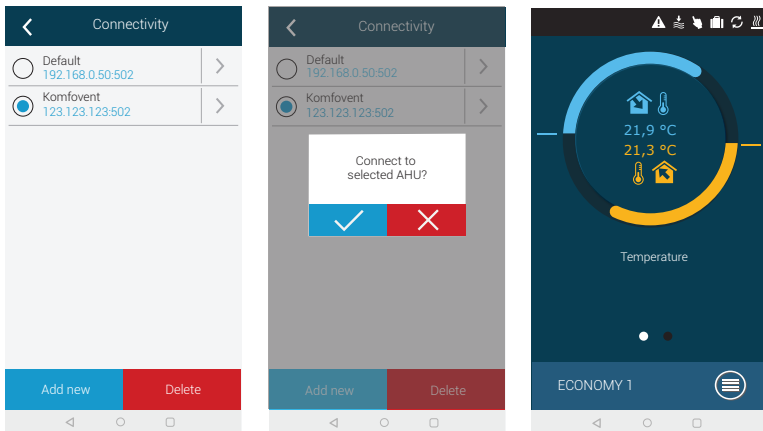 Connectivity
Default
192.168.0.50:502
Komfovent
123.123.123:502
Add new
Delete
Connectivity
Default
192.168.0.50:502
Komfovent
123.123.123:502
Connect to
selected AHU?
Add new
Delete
21,9 °C
21,3 °C
Temperature
ECONOMY 1